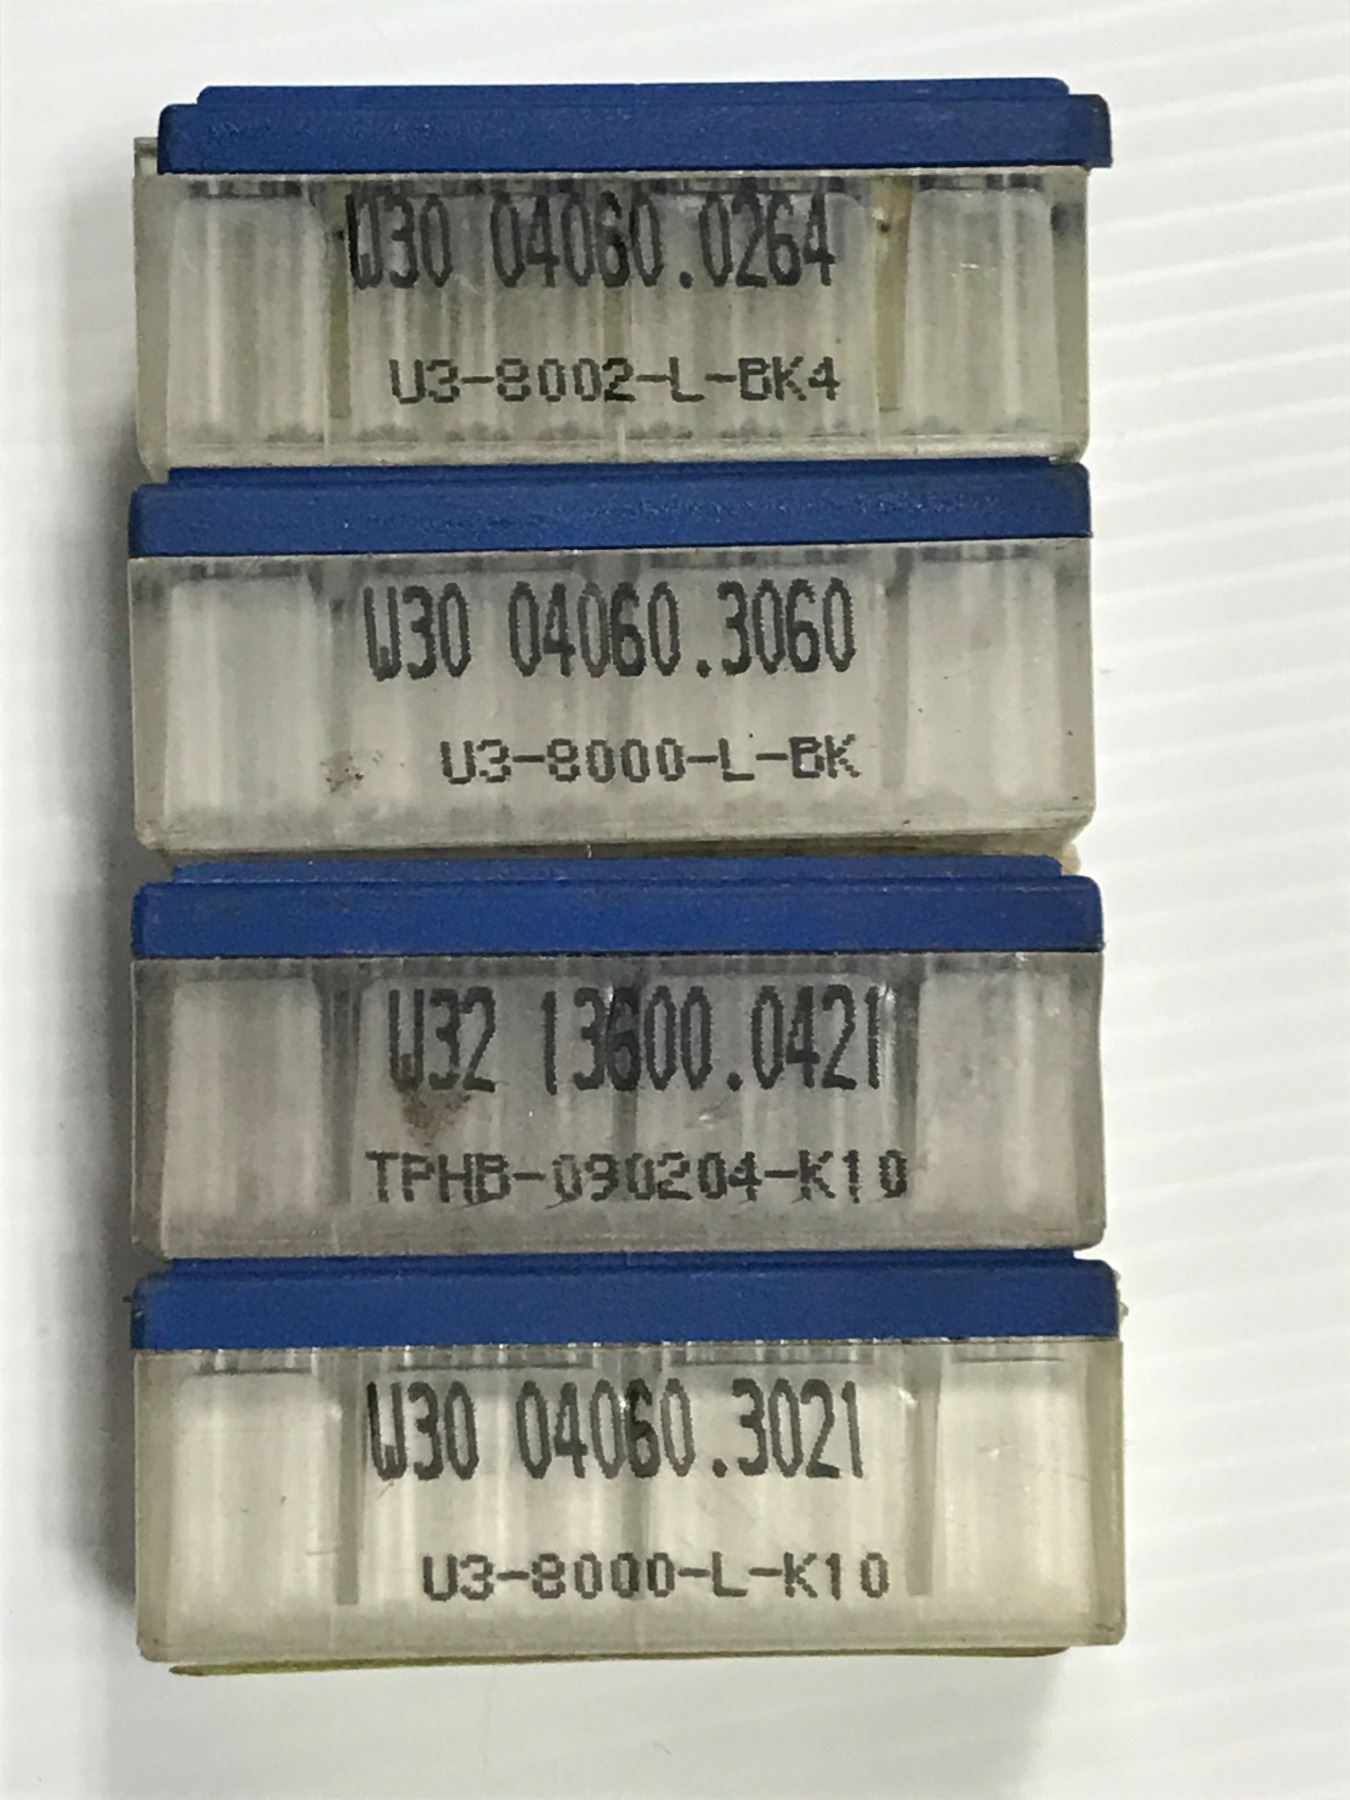 W30 04060.0264
U3-8002-L-BK4
W30 04060.3060
U3-8000-L-BK
W32 13600.0421
TPHB-090204-K10
W30 04060.3021
U3-8000-L-K10